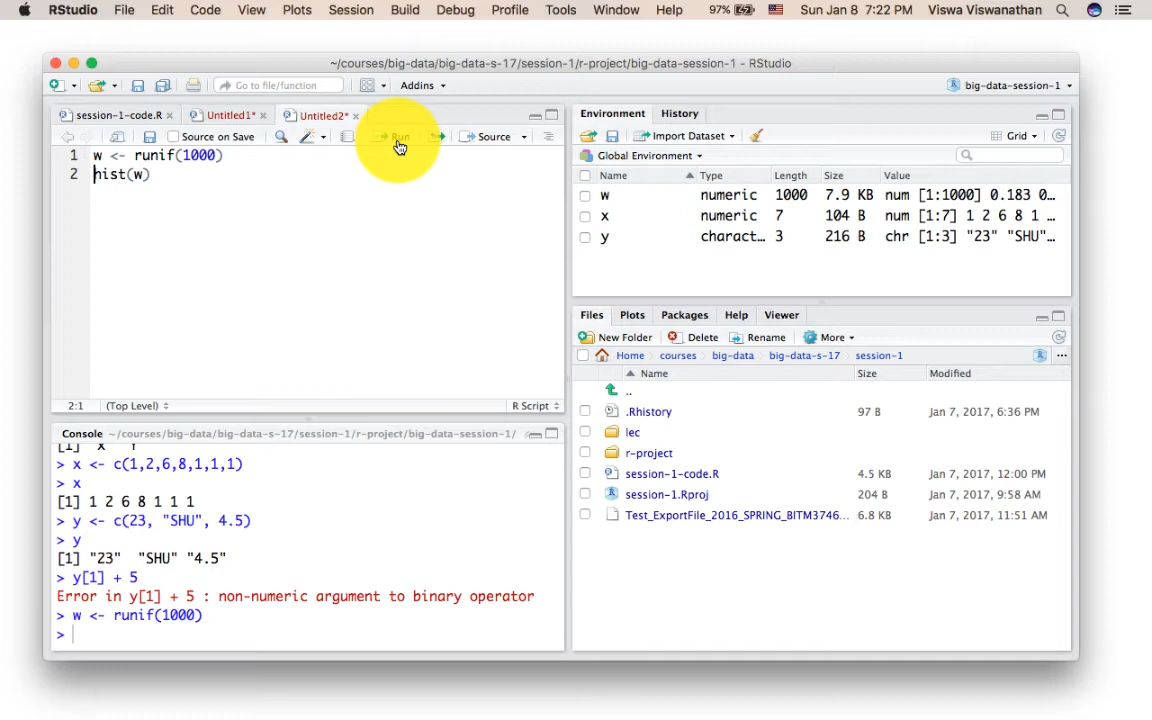 RStudio File Edit Code View Plots Session Build Debug Profile Tools Window Help 97% Sun Jan 8 7:22 PM Viswa Viswanathan
~/courses/big-data/big-data-s-17/session-1/r-project/big-data-session-1 - RStudio
Go to file/function Addins big-data-session-1
session-1-code.R Untitled1* Untitled2*
Source on Save Run Source
1 w <- runif(1000)
2 hist(w)
2:1 (Top Level) R Script
Console ~/courses/big-data/big-data-s-17/session-1/r-project/big-data-session-1/
> x <- c(1,2,6,8,1,1,1)
> x
[1] 1 2 6 8 1 1 1
> y <- c(23, "SHU", 4.5)
> y
[1] "23" "SHU" "4.5"
> y[1] + 5
Error in y[1] + 5 : non-numeric argument to binary operator
> w <- runif(1000)
>
Environment History
Import Dataset Grid
Global Environment
Name Type Length Size Value
w numeric 1000 7.9 KB num [1:1000] 0.183 0…
x numeric 7 104 B num [1:7] 1 2 6 8 1 …
y charact… 3 216 B chr [1:3] "23" "SHU"…
Files Plots Packages Help Viewer
New Folder Delete Rename More
Home courses big-data big-data-s-17 session-1
Name Size Modified
..
.Rhistory 97 B Jan 7, 2017, 6:36 PM
lec
r-project
session-1-code.R 4.5 KB Jan 7, 2017, 12:00 PM
session-1.Rproj 204 B Jan 7, 2017, 9:58 AM
Test_ExportFile_2016_SPRING_BITM3746... 6.8 KB Jan 7, 2017, 11:51 AM